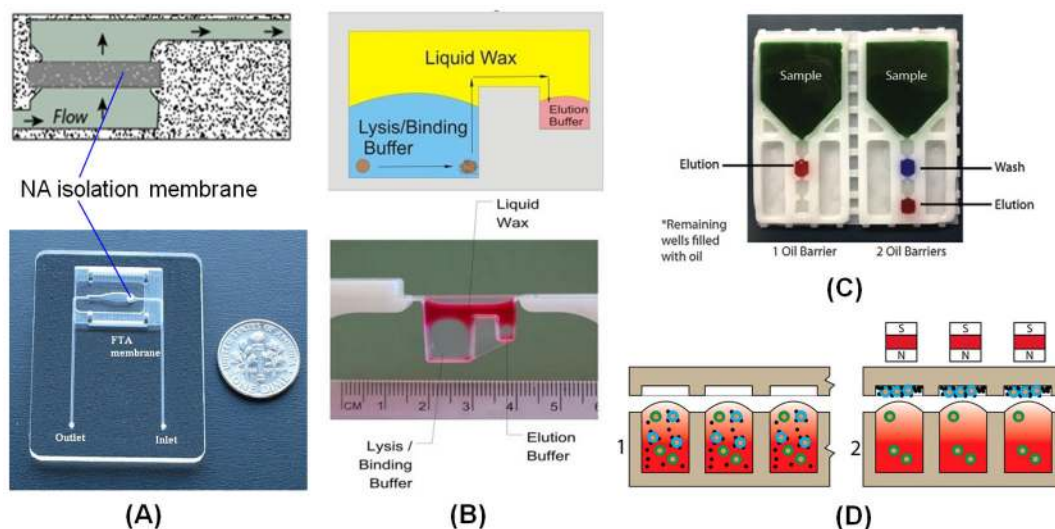 Flow
NA isolation membrane
FTA
membrane
Outlet
Inlet
(A)
Liquid Wax
Lysis/Binding
Buffer
Elution
Buffer
Liquid
Wax
CM 1 2 3 4 5 6
Lysis /
Binding
Buffer
Elution
Buffer
(B)
Sample
Sample
Elution
Wash
Elution
*Remaining
wells filled
with oil
1 Oil Barrier
2 Oil Barriers
(C)
S
N
S
N
S
N
1
2
(D)